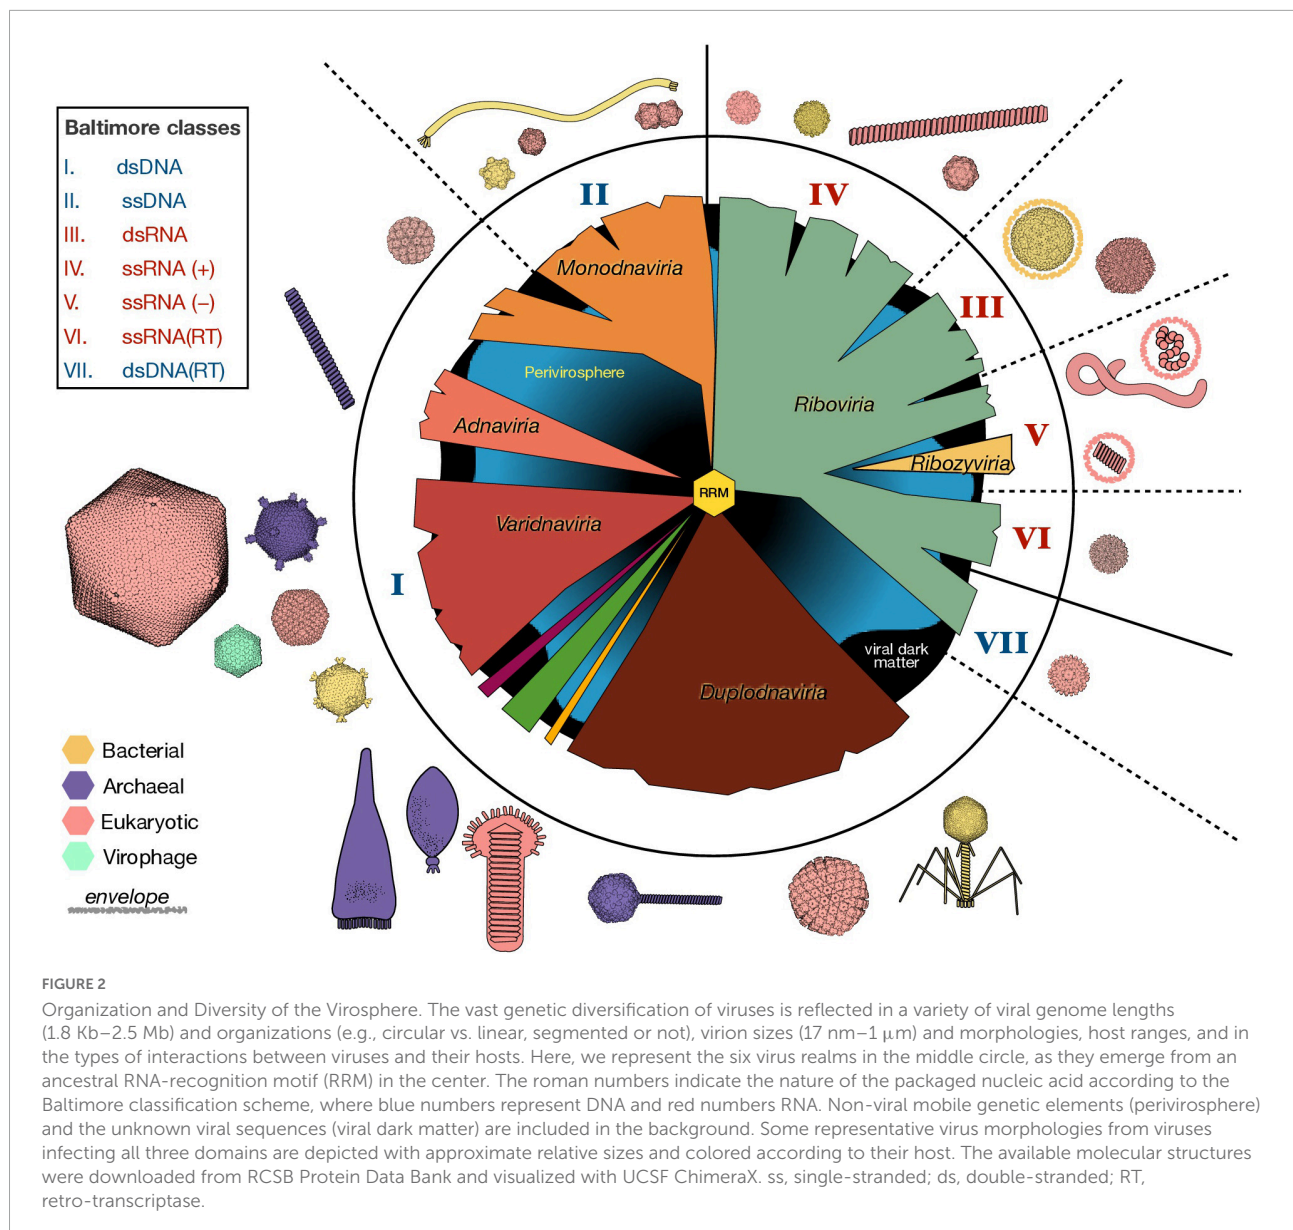 Baltimore classes
I. dsDNA
II. ssDNA
III. dsRNA
IV. ssRNA (+)
V. ssRNA (−)
VI. ssRNA(RT)
VII. dsDNA(RT)
II
IV
Monodnaviria
III
Perivirosphere
Riboviria
Adnaviria
V
Ribozyviria
RRM
Varidnaviria
VI
I
VII
viral dark
matter
Duplodnaviria
Bacterial
Archaeal
Eukaryotic
Virophage
envelope
FIGURE 2
Organization and Diversity of the Virosphere. The vast genetic diversification of viruses is reflected in a variety of viral genome lengths
(1.8 Kb–2.5 Mb) and organizations (e.g., circular vs. linear, segmented or not), virion sizes (17 nm–1 μm) and morphologies, host ranges, and in
the types of interactions between viruses and their hosts. Here, we represent the six virus realms in the middle circle, as they emerge from an
ancestral RNA-recognition motif (RRM) in the center. The roman numbers indicate the nature of the packaged nucleic acid according to the
Baltimore classification scheme, where blue numbers represent DNA and red numbers RNA. Non-viral mobile genetic elements (perivirosphere)
and the unknown viral sequences (viral dark matter) are included in the background. Some representative virus morphologies from viruses
infecting all three domains are depicted with approximate relative sizes and colored according to their host. The available molecular structures
were downloaded from RCSB Protein Data Bank and visualized with UCSF ChimeraX. ss, single-stranded; ds, double-stranded; RT,
retro-transcriptase.